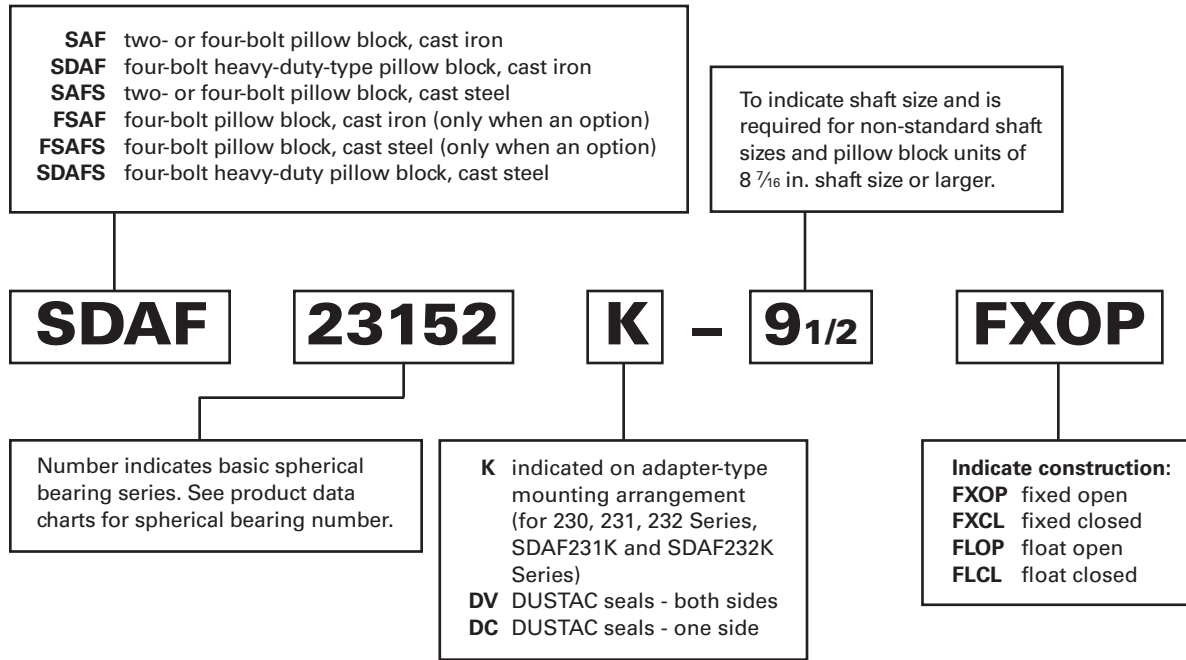 SAF two- or four-bolt pillow block, cast iron
SDAF four-bolt heavy-duty-type pillow block, cast iron
SAFS two- or four-bolt pillow block, cast steel
FSAF four-bolt pillow block, cast iron (only when an option)
FSAFS four-bolt pillow block, cast steel (only when an option)
SDAFS four-bolt heavy-duty pillow block, cast steel
To indicate shaft size and is
required for non-standard shaft
sizes and pillow block units of
8 7/16 in. shaft size or larger.
SDAF 23152 K – 9 1/2 FXOP
Number indicates basic spherical
bearing series. See product data
charts for spherical bearing number.
K indicated on adapter-type
mounting arrangement
(for 230, 231, 232 Series,
SDAF231K and SDAF232K
Series)
DV DUSTAC seals - both sides
DC DUSTAC seals - one side
Indicate construction:
FXOP fixed open
FXCL fixed closed
FLOP float open
FLCL float closed